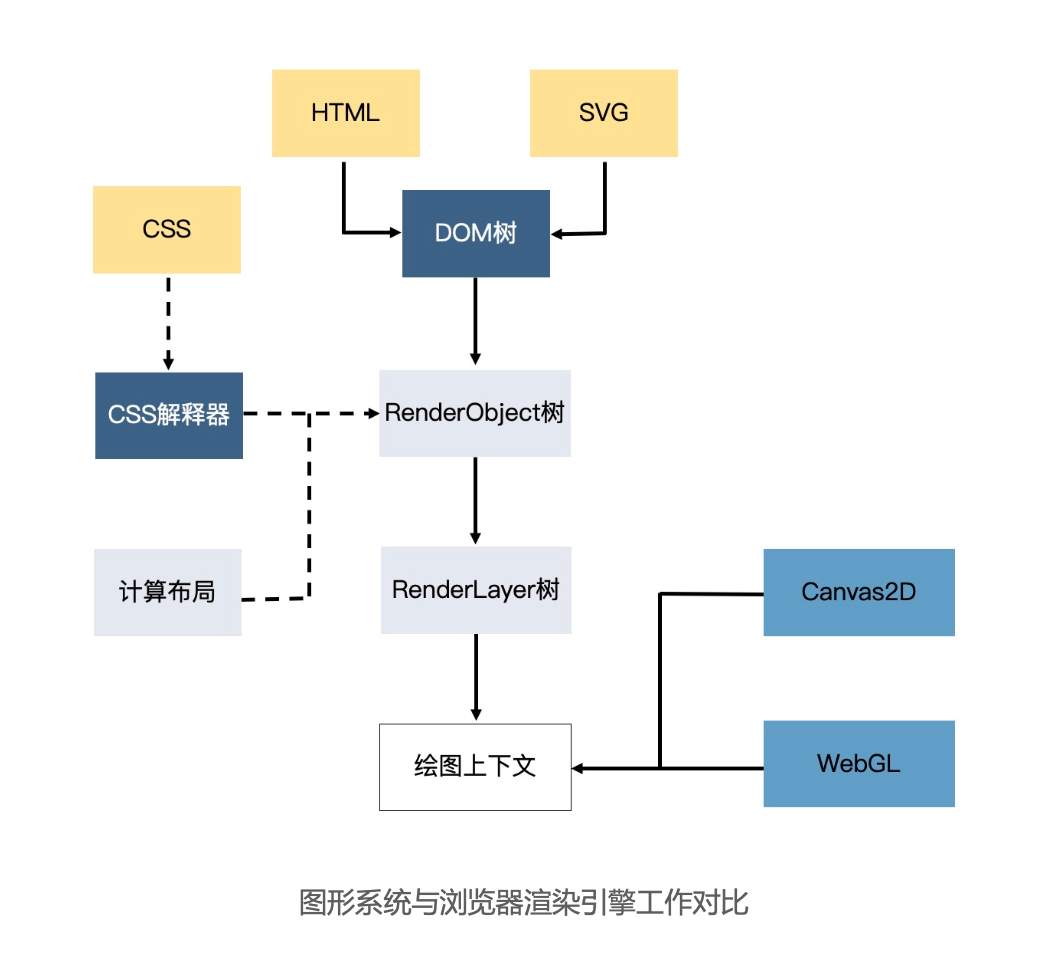 HTML
SVG
CSS
DOM树
CSS解释器
RenderObject树
计算布局
RenderLayer树
Canvas2D
绘图上下文
WebGL
图形系统与浏览器渲染引擎工作对比